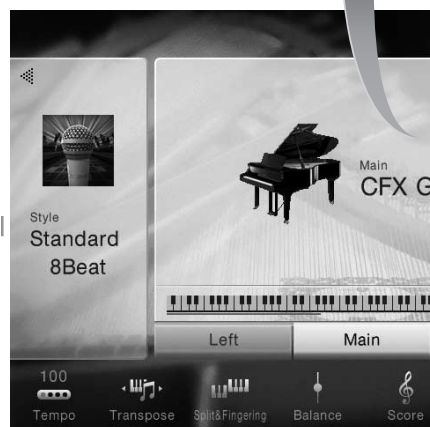 Style
Standard
8Beat
Main
CFX G
Left
Main
100
Tempo
Transpose
Split&Fingering
Balance
Score